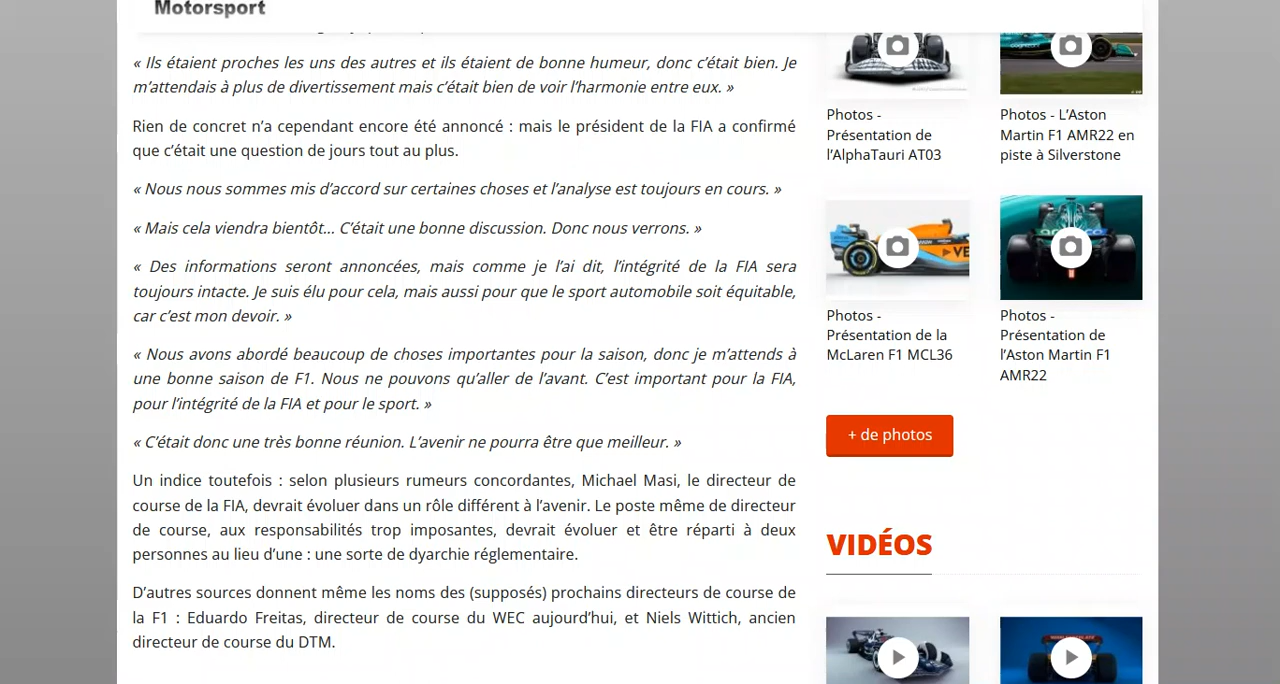 Motorsport
« Ils étaient proches les uns des autres et ils étaient de bonne humeur, donc c’était bien. Je
m’attendais à plus de divertissement mais c’était bien de voir l’harmonie entre eux. »
Rien de concret n’a cependant encore été annoncé : mais le président de la FIA a confirmé
que c’était une question de jours tout au plus.
« Nous nous sommes mis d’accord sur certaines choses et l’analyse est toujours en cours. »
« Mais cela viendra bientôt... C’était une bonne discussion. Donc nous verrons. »
« Des informations seront annoncées, mais comme je l’ai dit, l’intégrité de la FIA sera
toujours intacte. Je suis élu pour cela, mais aussi pour que le sport automobile soit équitable,
car c’est mon devoir. »
« Nous avons abordé beaucoup de choses importantes pour la saison, donc je m’attends à
une bonne saison de F1. Nous ne pouvons qu’aller de l’avant. C’est important pour la FIA,
pour l’intégrité de la FIA et pour le sport. »
« C’était donc une très bonne réunion. L’avenir ne pourra être que meilleur. »
Un indice toutefois : selon plusieurs rumeurs concordantes, Michael Masi, le directeur de
course de la FIA, devrait évoluer dans un rôle différent à l’avenir. Le poste même de directeur
de course, aux responsabilités trop imposantes, devrait évoluer et être réparti à deux
personnes au lieu d’une : une sorte de dyarchie réglementaire.
D’autres sources donnent même les noms des (supposés) prochains directeurs de course de
la F1 : Eduardo Freitas, directeur de course du WEC aujourd’hui, et Niels Wittich, ancien
directeur de course du DTM.
Photos -
Présentation de
l’AlphaTauri AT03
Photos - L’Aston
Martin F1 AMR22 en
piste à Silverstone
Photos -
Présentation de la
McLaren F1 MCL36
Photos -
Présentation de
l’Aston Martin F1
AMR22
+ de photos
VIDÉOS